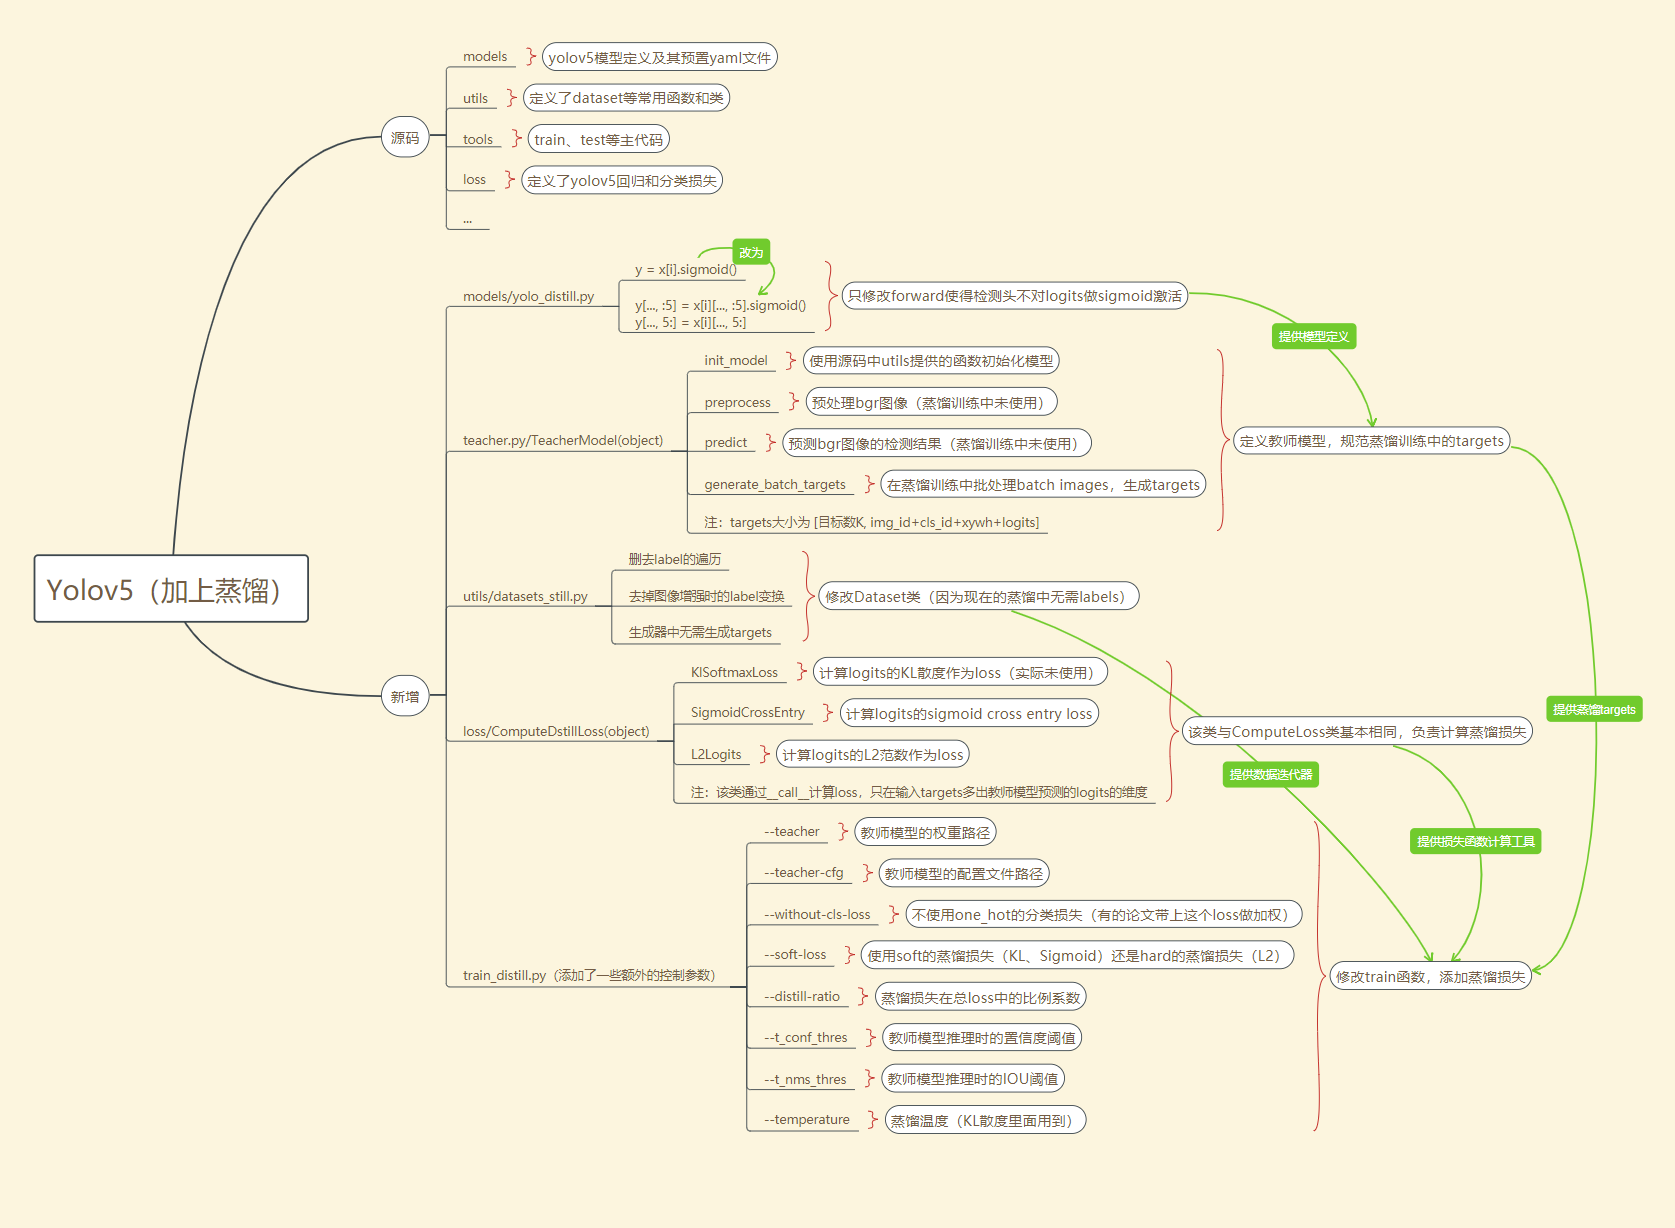 Yolov5（加上蒸馏）
源码
models
yolov5模型定义及其预置yaml文件
utils
定义了dataset等常用函数和类
tools
train、test等主代码
loss
定义了yolov5回归和分类损失
...
新增
models/yolo_distill.py
改为
y = x[i].sigmoid()
y[..., :5] = x[i][..., :5].sigmoid()
y[..., 5:] = x[i][..., 5:]
只修改forward使得检测头不对logits做sigmoid激活
提供模型定义
teacher.py/TeacherModel(object)
init_model
使用源码中utils提供的函数初始化模型
preprocess
预处理bgr图像（蒸馏训练中未使用）
predict
预测bgr图像的检测结果（蒸馏训练中未使用）
generate_batch_targets
在蒸馏训练中批处理batch images，生成targets
注：targets大小为 [目标数K, img_id+cls_id+xywh+logits]
定义教师模型，规范蒸馏训练中的targets
提供蒸馏targets
utils/datasets_still.py
删去label的遍历
去掉图像增强时的label变换
生成器中无需生成targets
修改Dataset类（因为现在的蒸馏中无需labels）
提供数据迭代器
loss/ComputeDstillLoss(object)
KlSoftmaxLoss
计算logits的KL散度作为loss（实际未使用）
SigmoidCrossEntry
计算logits的sigmoid cross entry loss
L2Logits
计算logits的L2范数作为loss
注：该类通过__call__计算loss，只在输入targets多出教师模型预测的logits的维度
该类与ComputeLoss类基本相同，负责计算蒸馏损失
提供损失函数计算工具
train_distill.py（添加了一些额外的控制参数）
--teacher
教师模型的权重路径
--teacher-cfg
教师模型的配置文件路径
--without-cls-loss
不使用one_hot的分类损失（有的论文带上这个loss做加权）
--soft-loss
使用soft的蒸馏损失（KL、Sigmoid）还是hard的蒸馏损失（L2）
--distill-ratio
蒸馏损失在总loss中的比例系数
--t_conf_thres
教师模型推理时的置信度阈值
--t_nms_thres
教师模型推理时的IOU阈值
--temperature
蒸馏温度（KL散度里面用到）
修改train函数，添加蒸馏损失